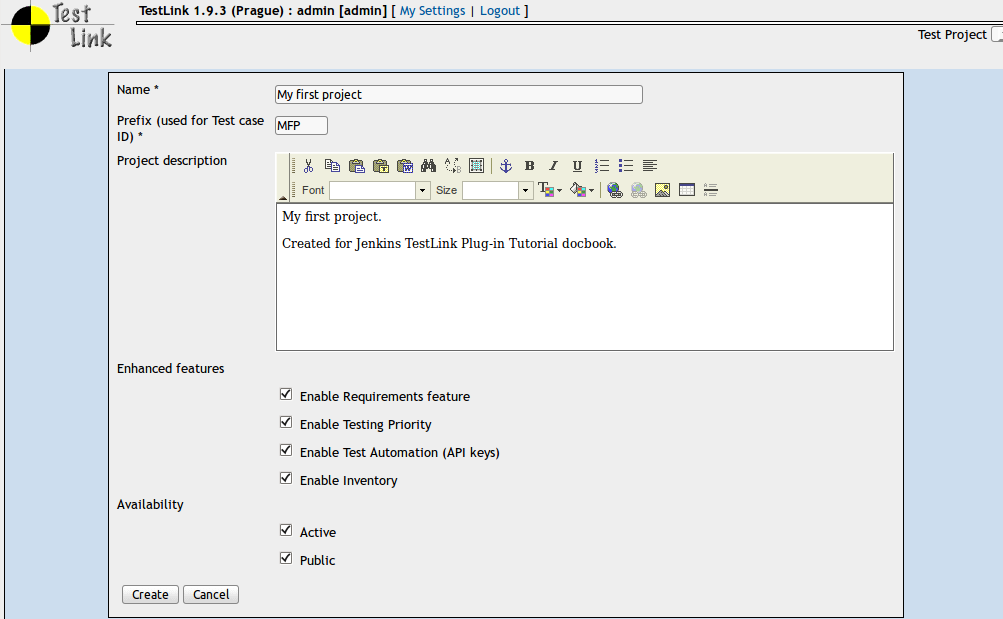 Test
Link
TestLink 1.9.3 (Prague) : admin [admin] [ My Settings | Logout ]
Test Project
Name *
My first project
Prefix (used for Test case
ID) *
MFP
Project description
Font
Size
My first project.
Created for Jenkins TestLink Plug-in Tutorial docbook.
Enhanced features
Enable Requirements feature
Enable Testing Priority
Enable Test Automation (API keys)
Enable Inventory
Availability
Active
Public
Create Cancel